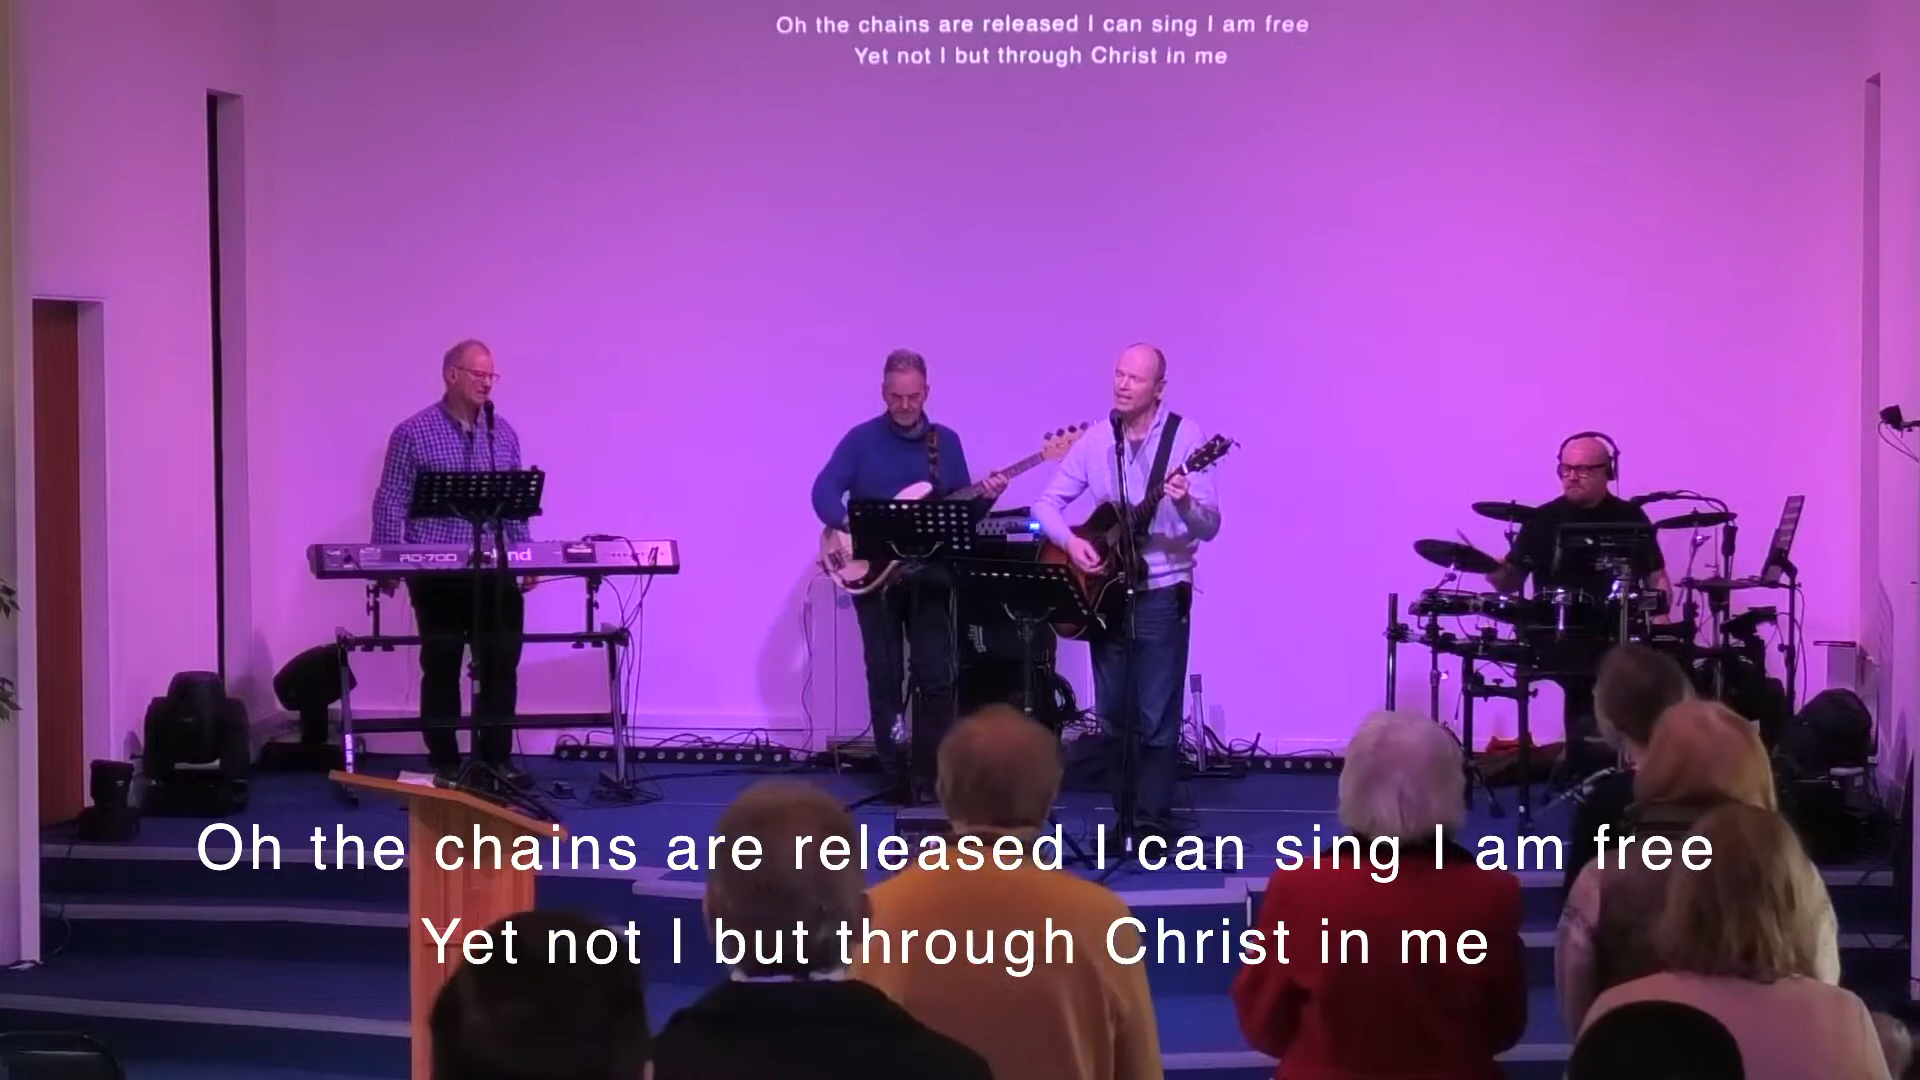 Oh the chains are released I can sing I am free
Yet not I but through Christ in me
RD-700 Roland
Oh the chains are released I can sing I am free
Yet not I but through Christ in me